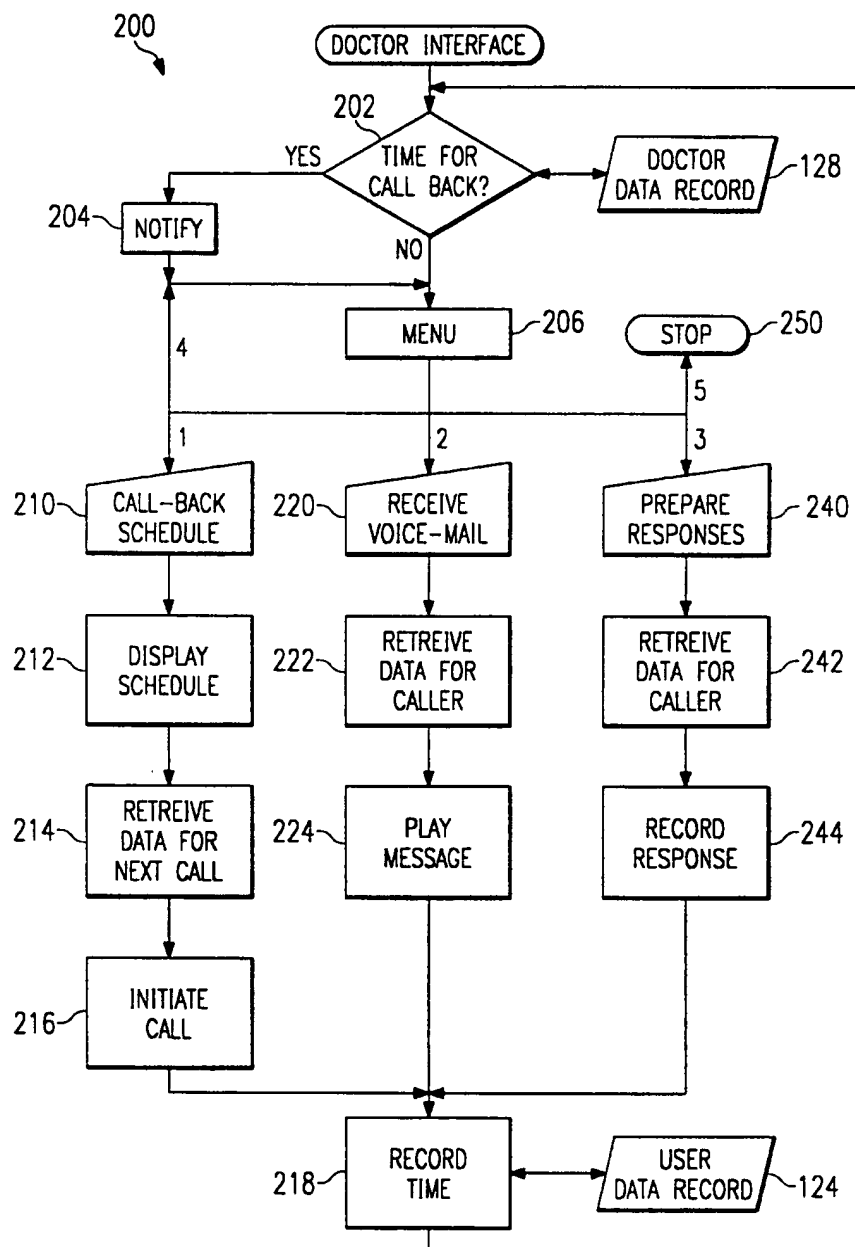 200
DOCTOR INTERFACE
202
YES
TIME FOR
CALL BACK?
DOCTOR
DATA RECORD
128
204
NOTIFY
NO
MENU
206
STOP
250
4
5
1
2
3
210
CALL-BACK
SCHEDULE
220
RECEIVE
VOICE-MAIL
PREPARE
RESPONSES
240
212
DISPLAY
SCHEDULE
222
RETREIVE
DATA FOR
CALLER
RETREIVE
DATA FOR
CALLER
242
214
RETREIVE
DATA FOR
NEXT CALL
224
PLAY
MESSAGE
RECORD
RESPONSE
244
216
INITIATE
CALL
218
RECORD
TIME
USER
DATA RECORD
124